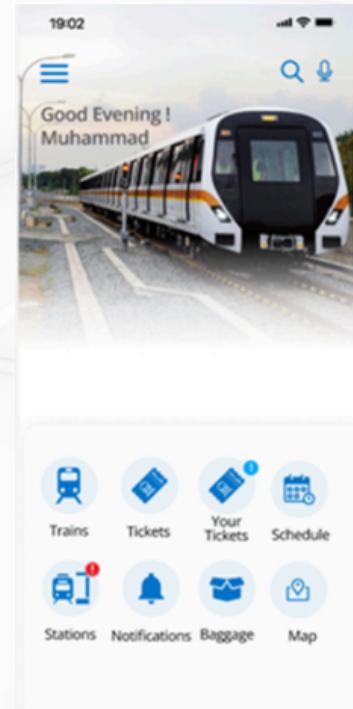 19:02
Good Evening !
Muhammad
Trains
Tickets
Your
Tickets
Schedule
Stations
Notifications
Baggage
Map